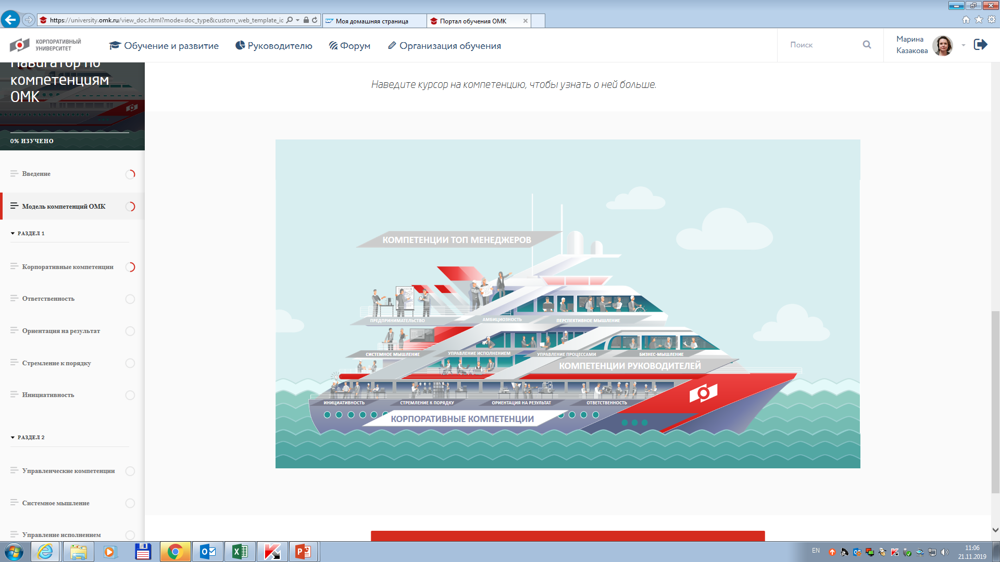 https://university.omk.ru/view_doc.html?mode=doc_type&custom_web_template_ic
Моя домашняя страница
Портал обучения ОМК
КОРПОРАТИВНЫЙ
УНИВЕРСИТЕТ
Обучение и развитие
Руководителю
Форум
Организация обучения
Поиск
Марина
Казакова
Навигатор по
компетенциям
ОМК
0% ИЗУЧЕНО
Введение
Модель компетенций ОМК
РАЗДЕЛ 1
Корпоративные компетенции
Ответственность
Ориентация на результат
Стремление к порядку
Инициативность
РАЗДЕЛ 2
Управленческие компетенции
Системное мышление
Управление исполнением
Наведите курсор на компетенцию, чтобы узнать о ней больше.
КОМПЕТЕНЦИИ ТОП МЕНЕДЖЕРОВ
ПРЕДПРИНИМАТЕЛЬСТВО
АМБИЦИОЗНОСТЬ
ПЕРСПЕКТИВНОЕ МЫШЛЕНИЕ
СИСТЕМНОЕ МЫШЛЕНИЕ
УПРАВЛЕНИЕ ИСПОЛНЕНИЕМ
УПРАВЛЕНИЕ ПРОЦЕССАМИ
БИЗНЕС-МЫШЛЕНИЕ
КОМПЕТЕНЦИИ РУКОВОДИТЕЛЕЙ
ИНИЦИАТИВНОСТЬ
СТРЕМЛЕНИЕ К ПОРЯДКУ
ОРИЕНТАЦИЯ НА РЕЗУЛЬТАТ
ОТВЕТСТВЕННОСТЬ
КОРПОРАТИВНЫЕ КОМПЕТЕНЦИИ
EN
11:06
21.11.2019